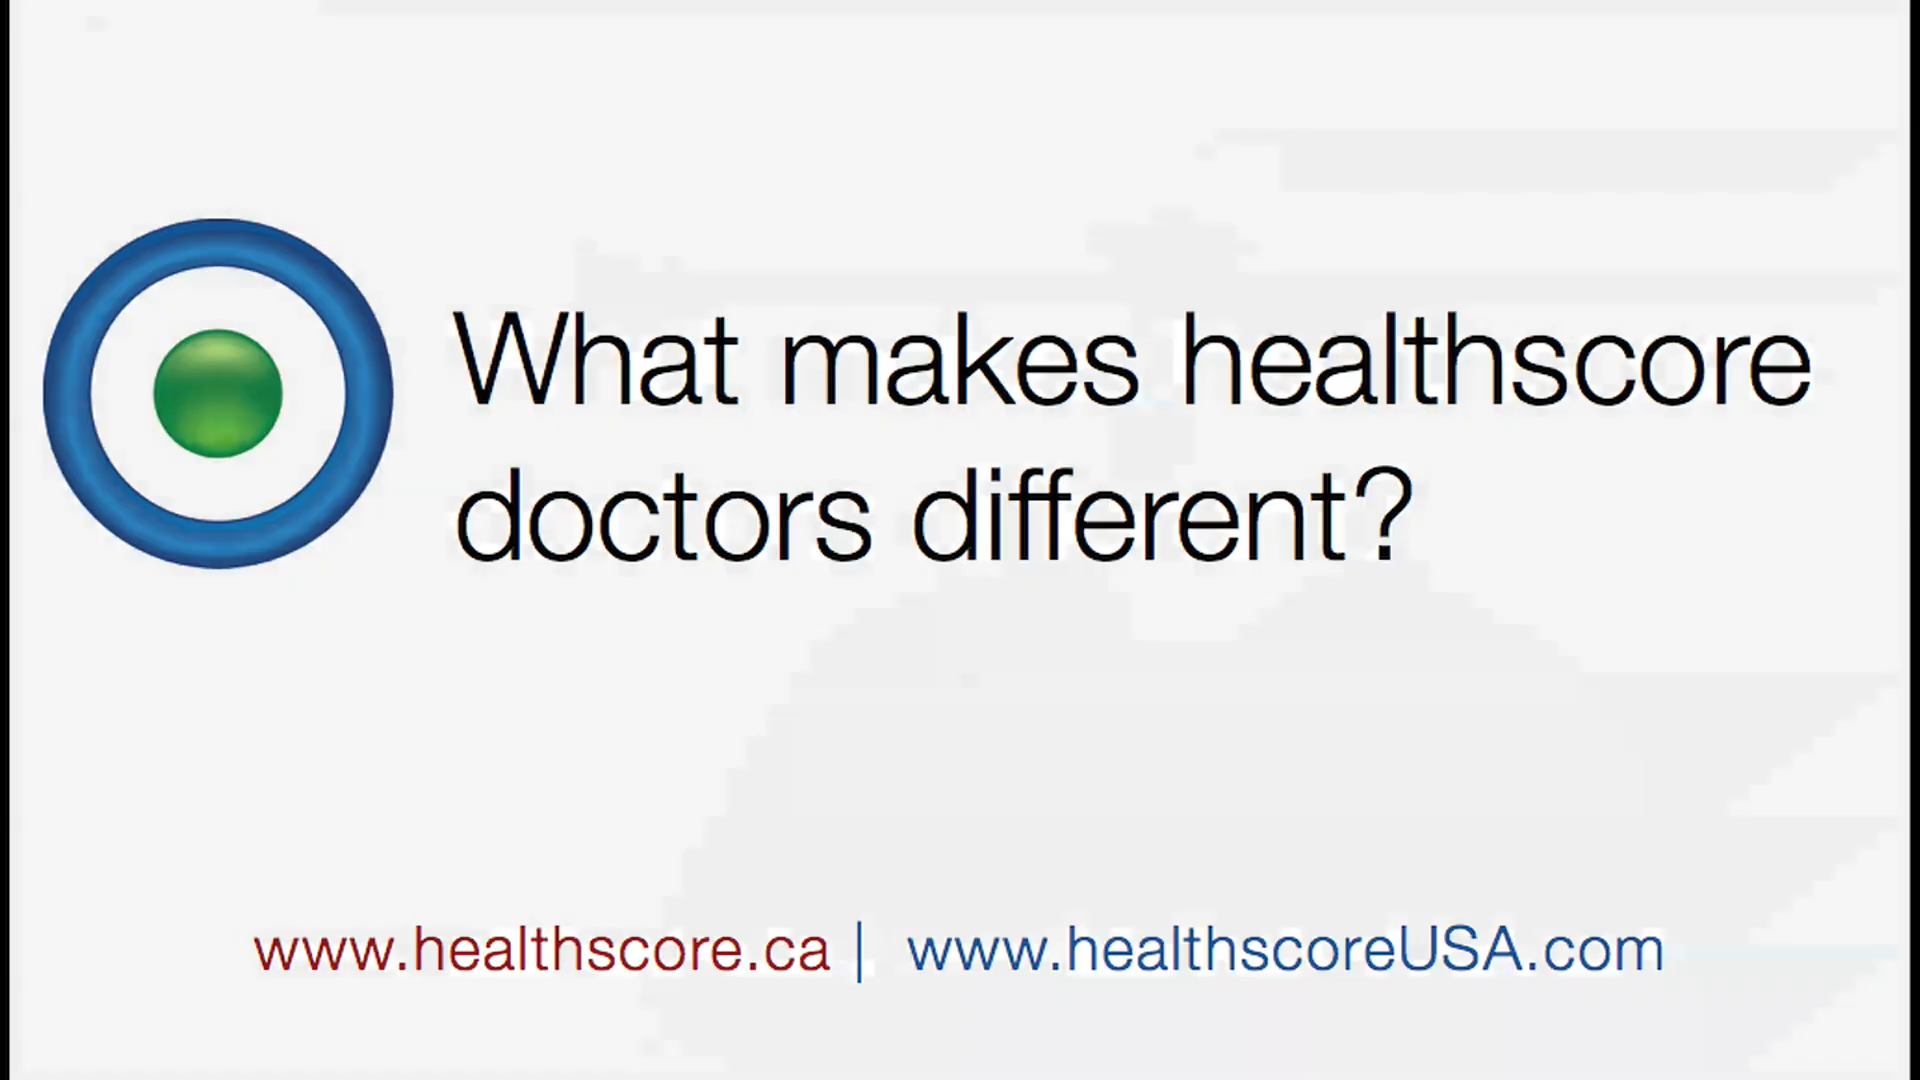 What makes healthscore
doctors different?
www.healthscore.ca | www.healthscoreUSA.com